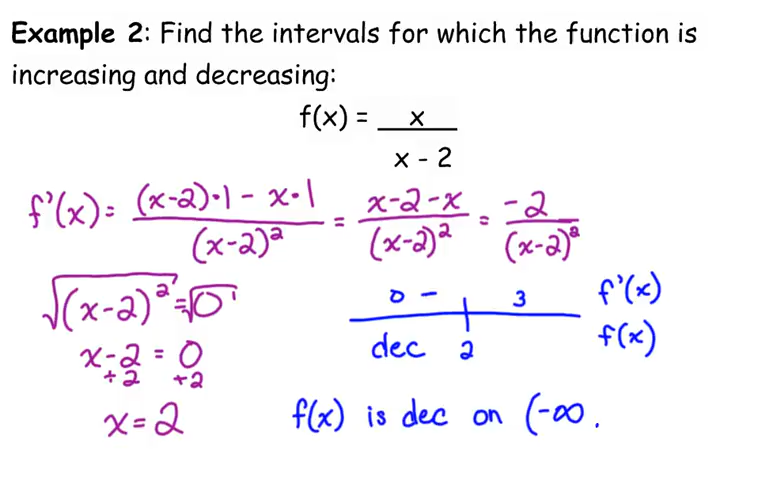 Example 2: Find the intervals for which the function is
increasing and decreasing:
f(x) = x / x - 2
f'(x) = (x-2)·1 - x·1 / (x-2)² = x-2-x / (x-2)² = -2 / (x-2)²
√(x-2)² = √0
0 - 3 f'(x)
dec 2 f(x)
x-2 = 0
+2 +2
x = 2
f(x) is dec on (-∞ .